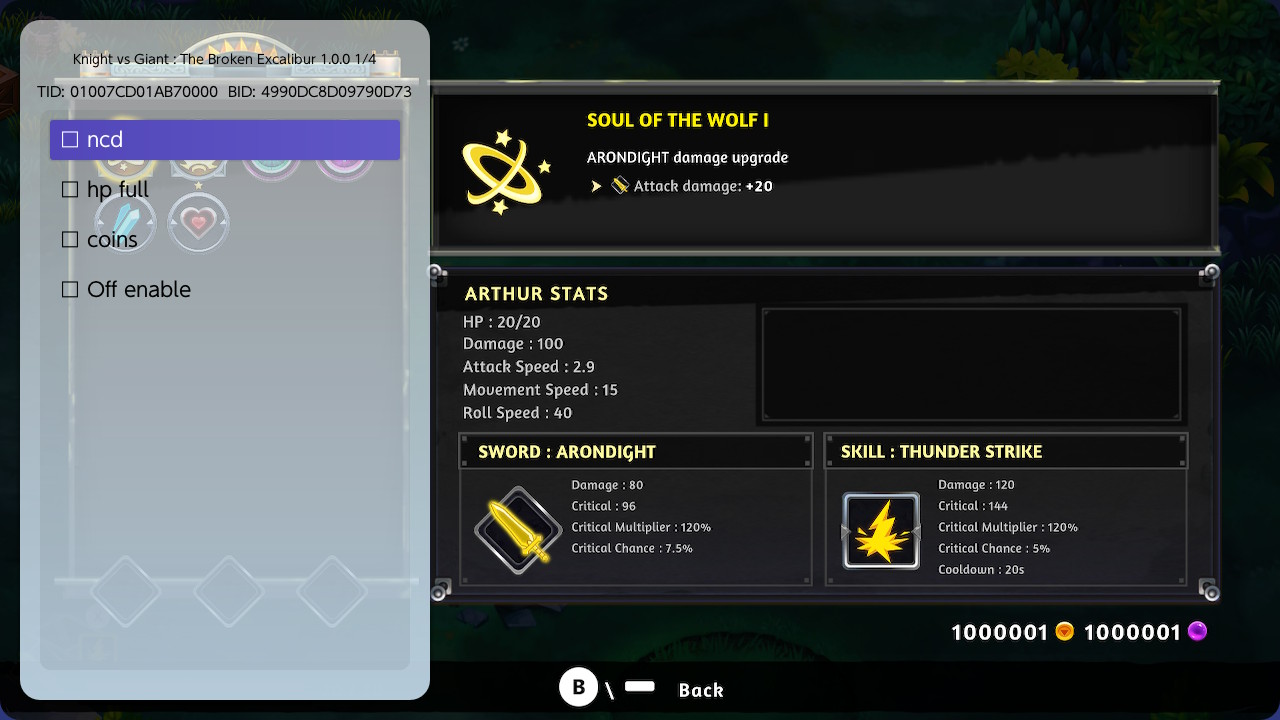 Knight vs Giant : The Broken Excalibur 1.0.0 1/4
TID: 01007CD01AB70000 BID: 4990DC8D09790D73
ncd
hp full
coins
Off enable
SOUL OF THE WOLF I
ARONDIGHT damage upgrade
Attack damage: +20
ARTHUR STATS
HP : 20/20
Damage : 100
Attack Speed : 2.9
Movement Speed : 15
Roll Speed : 40
SWORD : ARONDIGHT
Damage : 80
Critical : 96
Critical Multiplier : 120%
Critical Chance : 7.5%
SKILL : THUNDER STRIKE
Damage : 120
Critical : 144
Critical Multiplier : 120%
Critical Chance : 5%
Cooldown : 20s
1000001 1000001
B \ Back